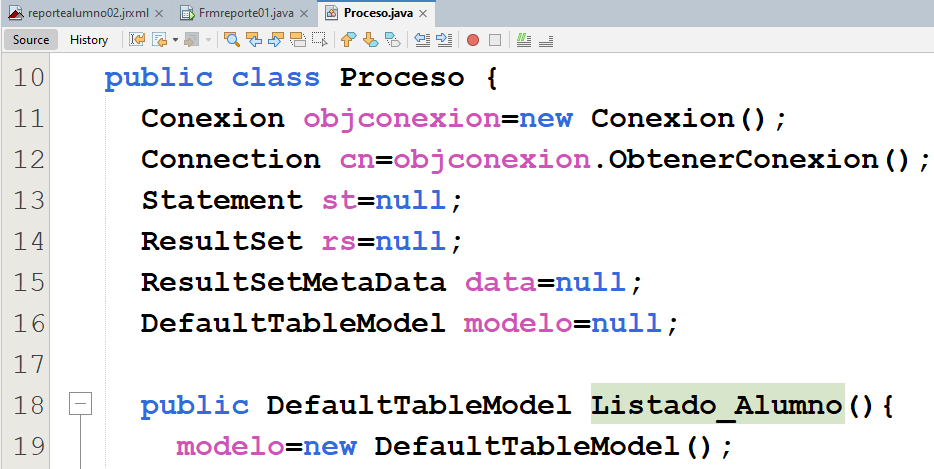 reportealumno02.jrxml Frmreporte01.java Proceso.java
Source History
10 public class Proceso {
11 Conexion objconexion=new Conexion();
12 Connection cn=objconexion.ObtenerConexion();
13 Statement st=null;
14 ResultSet rs=null;
15 ResultSetMetaData data=null;
16 DefaultTableModel modelo=null;
17
18 public DefaultTableModel Listado_Alumno(){
19 modelo=new DefaultTableModel();